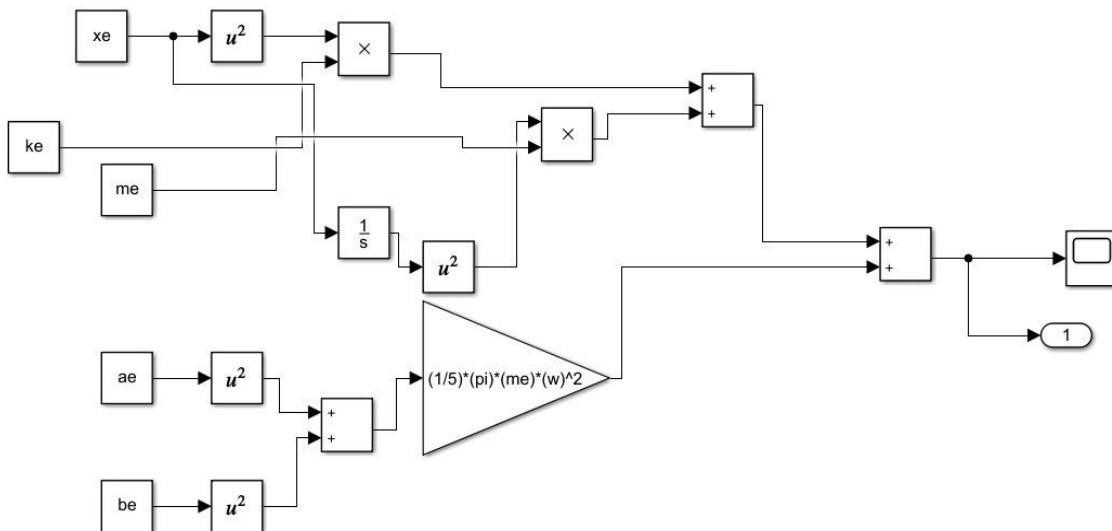 xe
u²
×
+
+
ke
×
me
1
s
u²
+
+
(1/5)*(pi)*(me)*(w)^2
1
ae
u²
+
+
be
u²